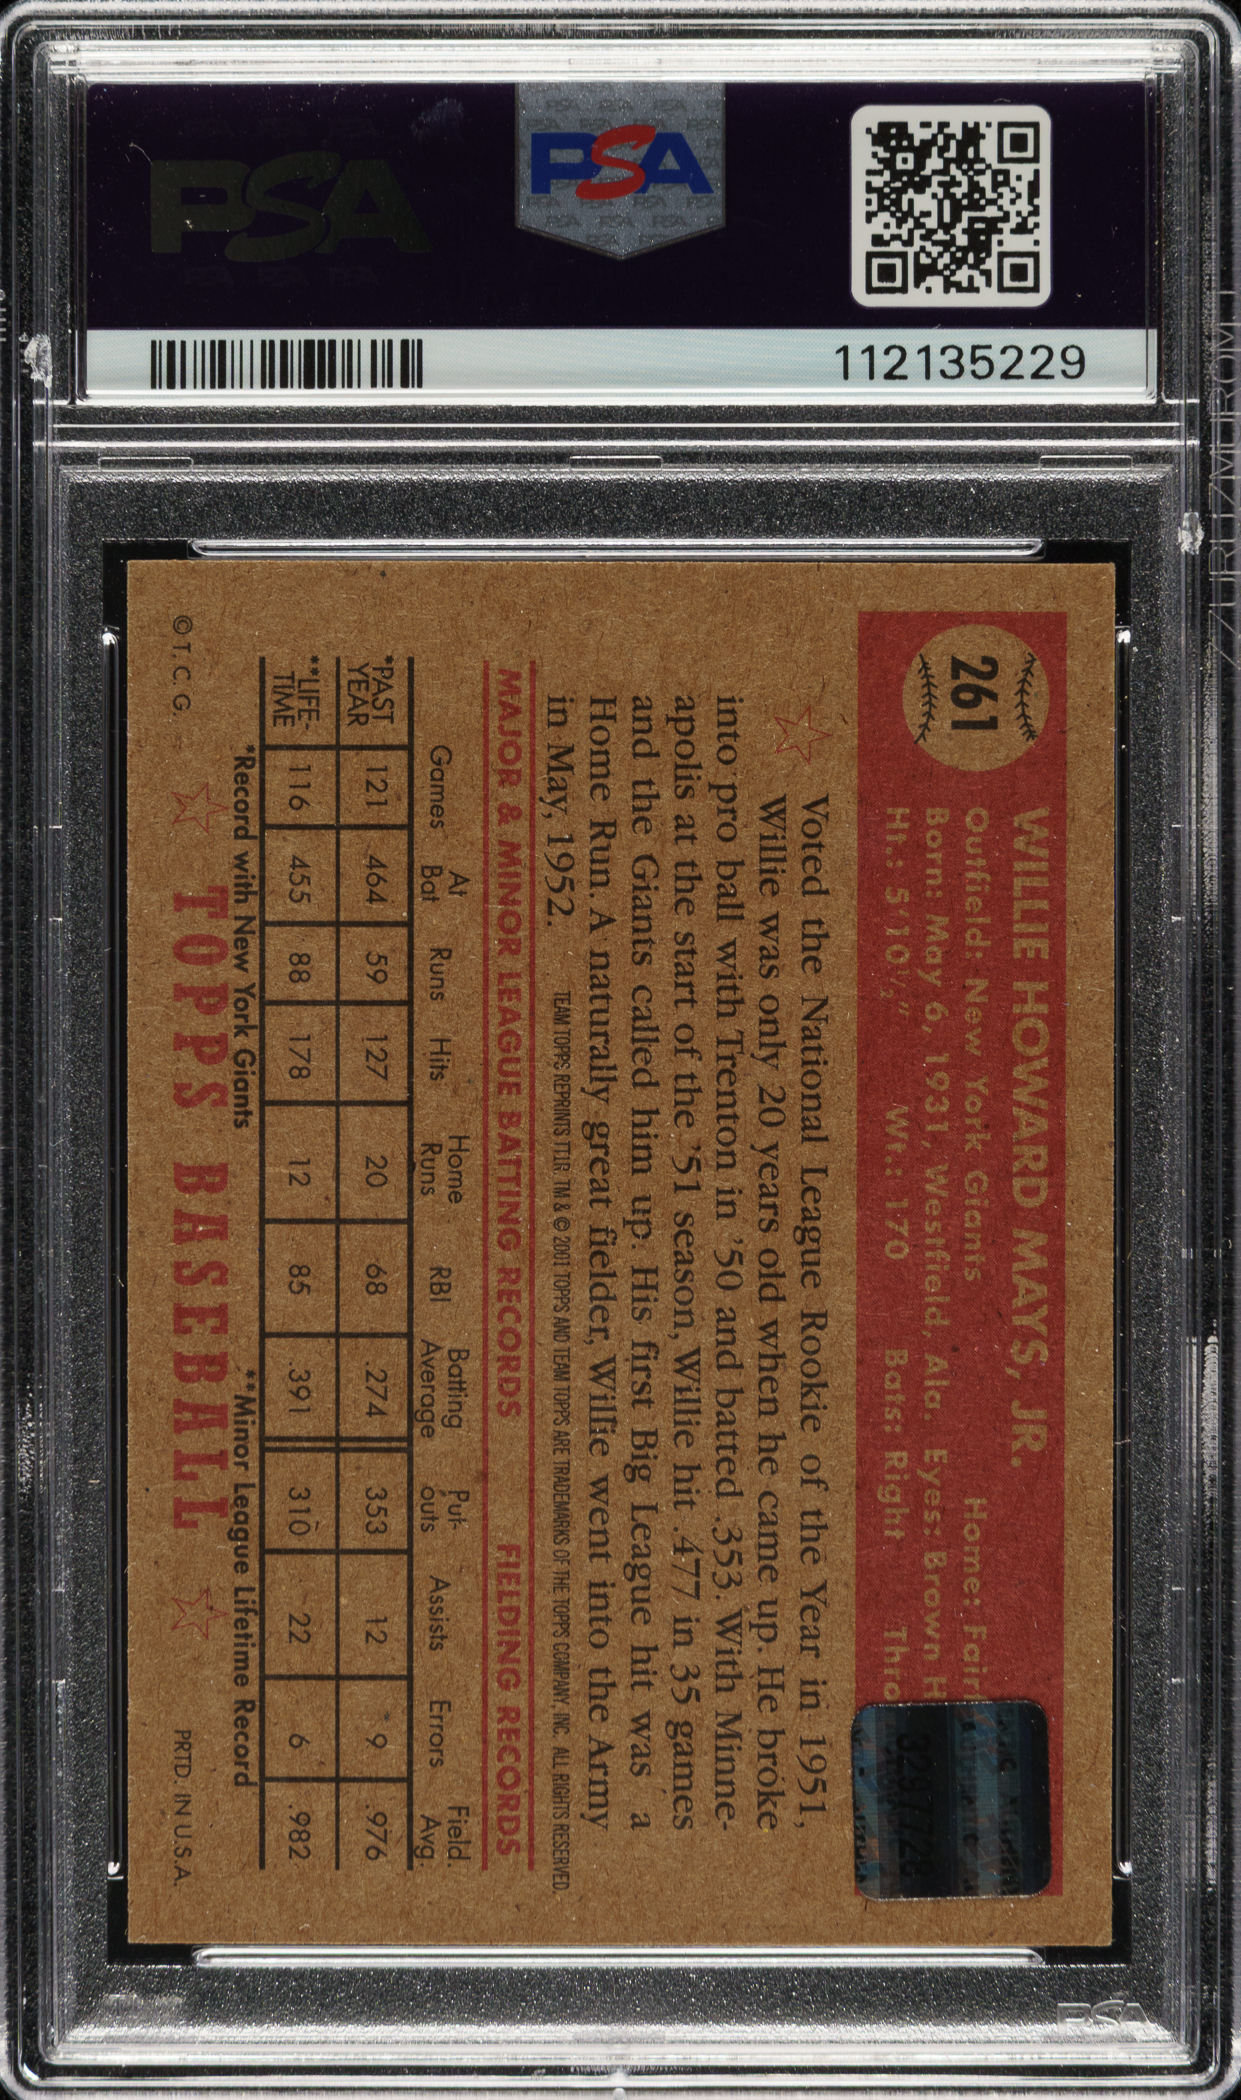 PSA
PSA
112135229
261
WILLIE HOWARD MAYS, JR.
Outfield: New York Giants Home: Fair
Born: May 6, 1931, Westfield, Ala. Eyes: Brown H
Ht.: 5'10½" Wt.: 170 Bats: Right Thro
Voted the National League Rookie of the Year in 1951,
Willie was only 20 years old when he came up. He broke
into pro ball with Trenton in '50 and batted .353. With Minne-
apolis at the start of the '51 season, Willie hit .477 in 35 games
and the Giants called him up. His first Big League hit was a
Home Run. A naturally great fielder, Willie went into the Army
in May, 1952.
TEAM TOPPS REPRINTS TTLR TM & © 2001 TOPPS AND TEAM TOPPS ARE TRADEMARKS OF THE TOPPS COMPANY, INC. ALL RIGHTS RESERVED.
MAJOR & MINOR LEAGUE BATTING RECORDS FIELDING RECORDS
Games At Bat Runs Hits Home Runs RBI Batting Average Put-outs Assists Errors Field. Avg.
*PAST YEAR 121 464 59 127 20 68 .274 353 12 9 .976
**LIFE-TIME 116 455 88 178 12 85 .391 310 22 6 .982
*Record with New York Giants **Minor League Lifetime Record
© T. C. G. TOPPS BASEBALL PRTD. IN U.S.A.
PSA